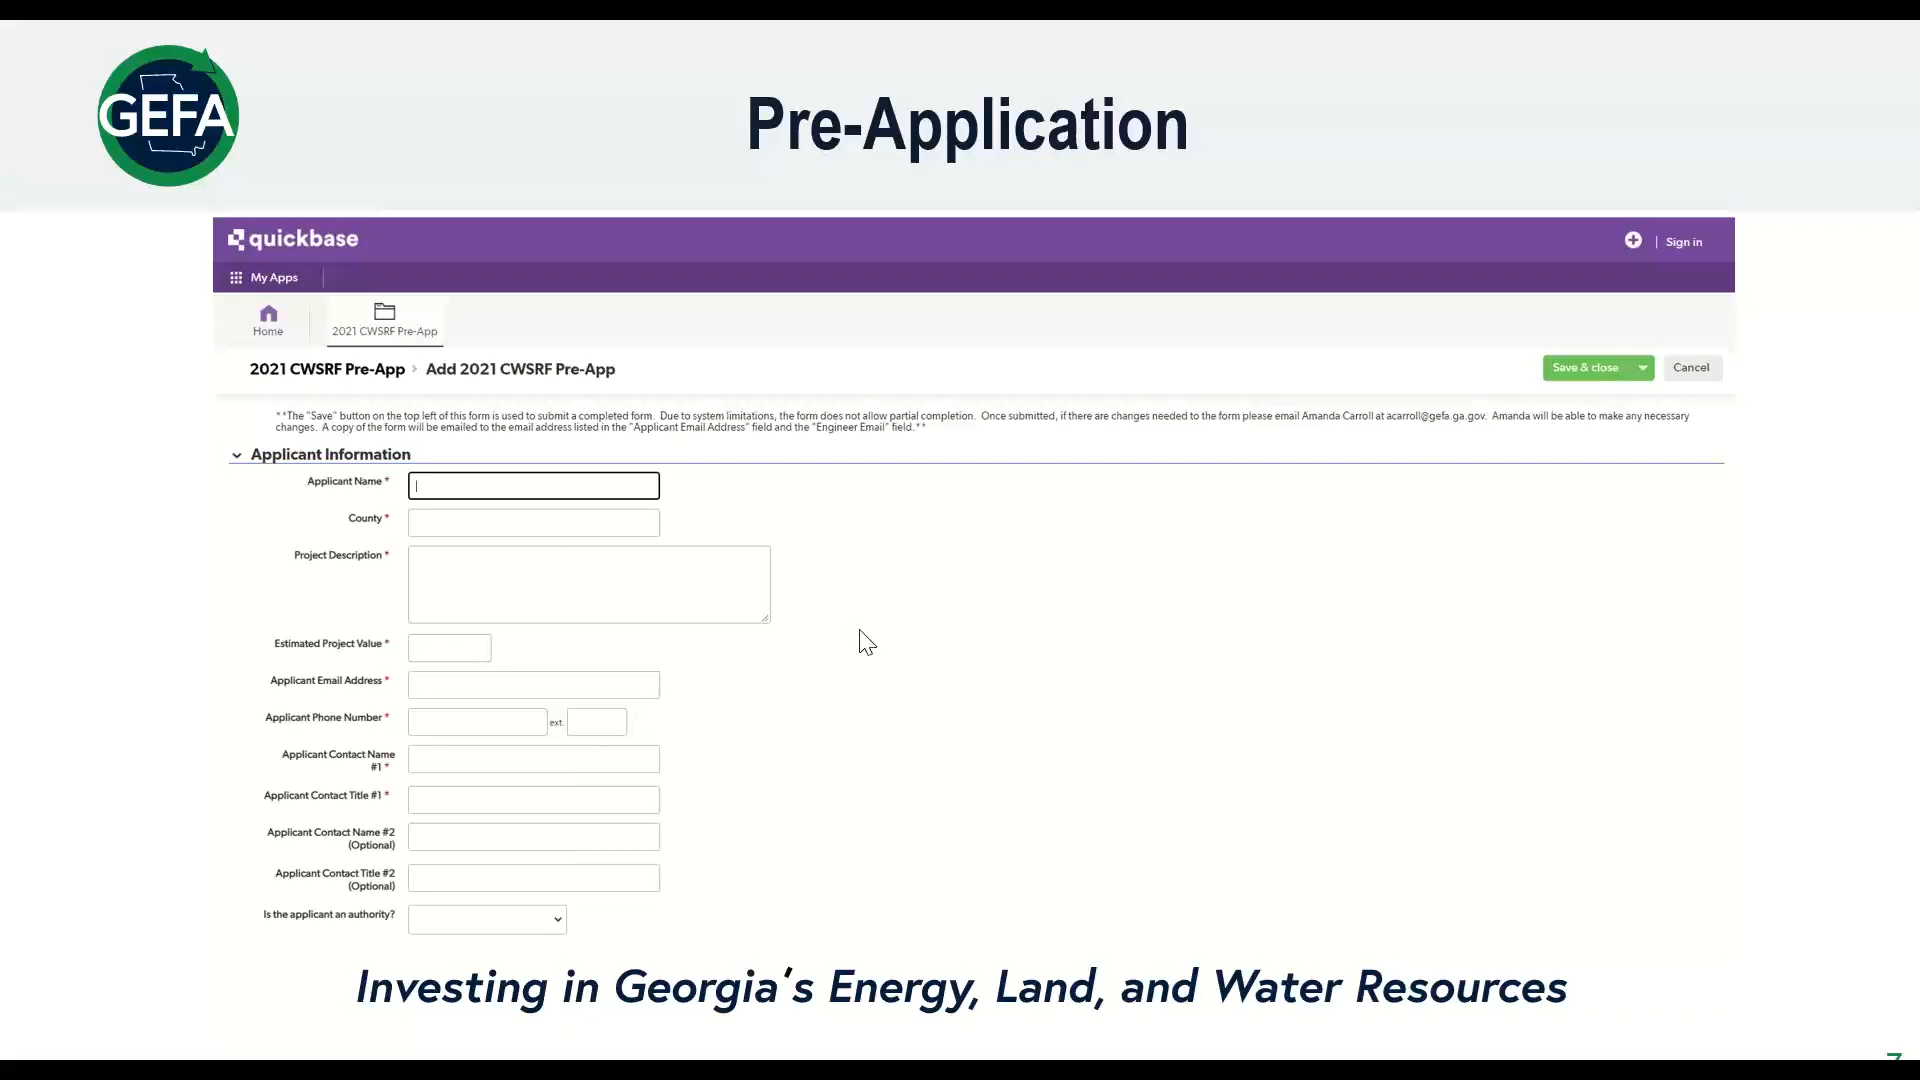 GEFA
Pre-Application
quickbase
| Sign in
My Apps
Home
2021 CWSRF Pre-App
2021 CWSRF Pre-App > Add 2021 CWSRF Pre-App
Save & close
Cancel
**The "Save" button on the top left of this form is used to submit a completed form. Due to system limitations, the form does not allow partial completion. Once submitted, if there are changes needed to the form please email Amanda Carroll at acarroll@gefa.ga.gov. Amanda will be able to make any necessary
changes. A copy of the form will be emailed to the email address listed in the "Applicant Email Address" field and the "Engineer Email" field.**
Applicant Information
Applicant Name *
County *
Project Description *
Estimated Project Value *
Applicant Email Address *
Applicant Phone Number *
ext.
Applicant Contact Name
#1 *
Applicant Contact Title #1 *
Applicant Contact Name #2
(Optional)
Applicant Contact Title #2
(Optional)
Is the applicant an authority?
Investing in Georgia's Energy, Land, and Water Resources